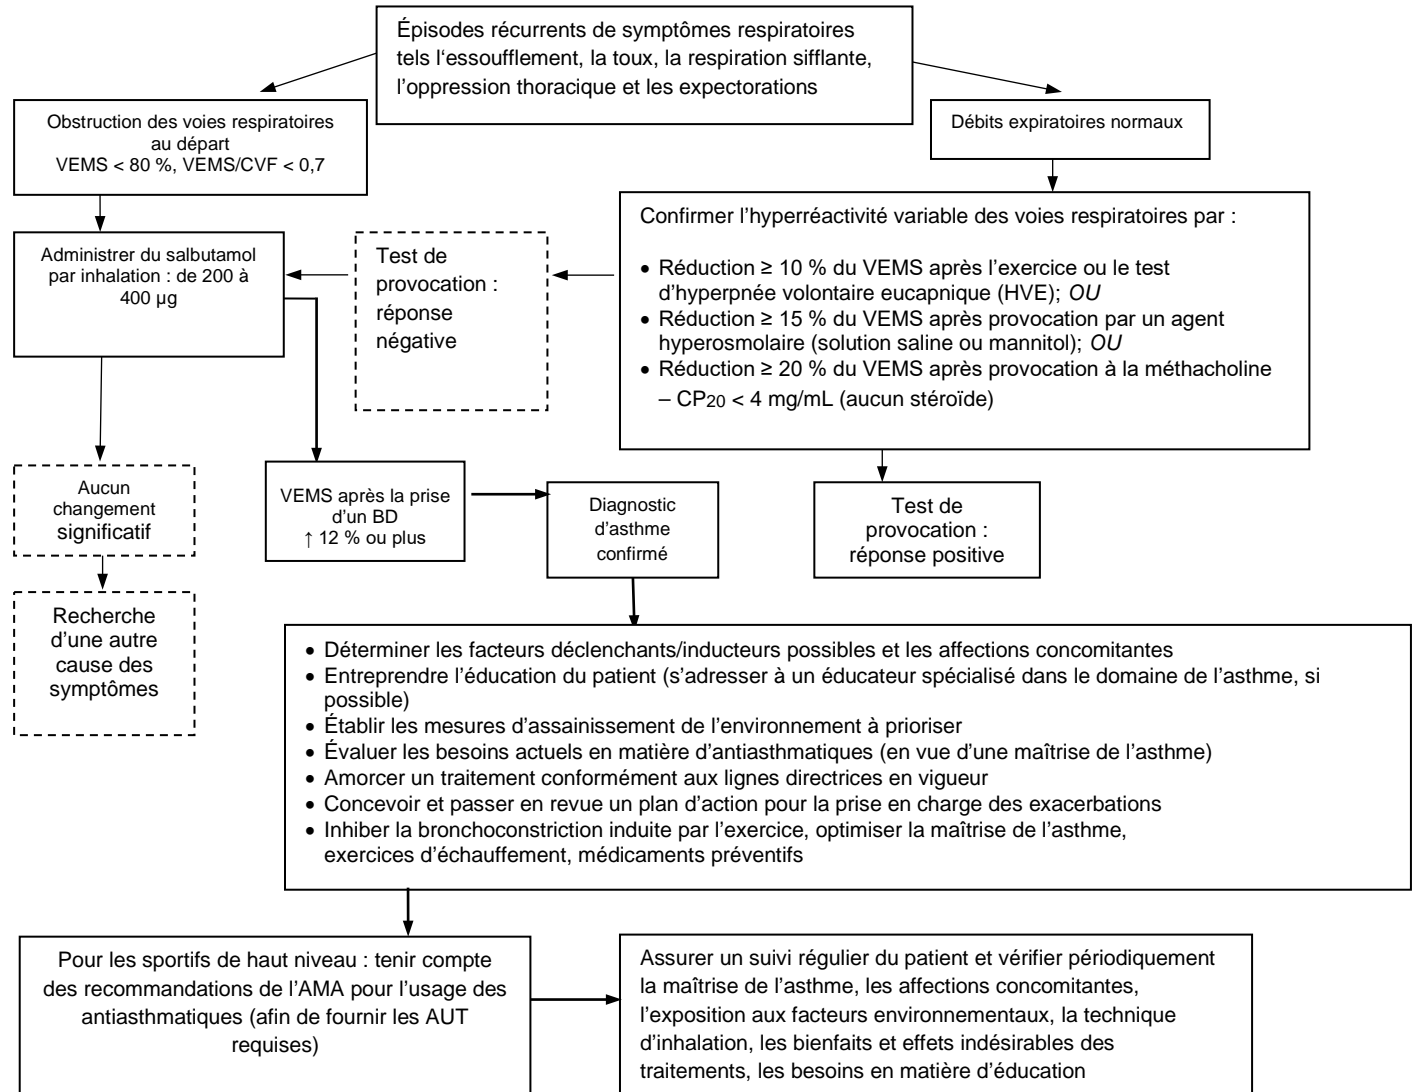 Épisodes récurrents de symptômes respiratoires
tels l‘essoufflement, la toux, la respiration sifflante,
l’oppression thoracique et les expectorations
Obstruction des voies respiratoires
au départ
VEMS < 80 %, VEMS/CVF < 0,7
Débits expiratoires normaux
Administrer du salbutamol
par inhalation : de 200 à
400 µg
Test de
provocation :
réponse
négative
Confirmer l’hyperréactivité variable des voies respiratoires par :
• Réduction ≥ 10 % du VEMS après l’exercice ou le test
d’hyperpnée volontaire eucapnique (HVE); OU
• Réduction ≥ 15 % du VEMS après provocation par un agent
hyperosmolaire (solution saline ou mannitol); OU
• Réduction ≥ 20 % du VEMS après provocation à la méthacholine
– CP20 < 4 mg/mL (aucun stéroïde)
Aucun
changement
significatif
VEMS après la prise
d’un BD
↑ 12 % ou plus
Diagnostic
d’asthme
confirmé
Test de
provocation :
réponse positive
Recherche
d’une autre
cause des
symptômes
• Déterminer les facteurs déclenchants/inducteurs possibles et les affections concomitantes
• Entreprendre l’éducation du patient (s’adresser à un éducateur spécialisé dans le domaine de l’asthme, si
possible)
• Établir les mesures d’assainissement de l’environnement à prioriser
• Évaluer les besoins actuels en matière d’antiasthmatiques (en vue d’une maîtrise de l’asthme)
• Amorcer un traitement conformément aux lignes directrices en vigueur
• Concevoir et passer en revue un plan d’action pour la prise en charge des exacerbations
• Inhiber la bronchoconstriction induite par l’exercice, optimiser la maîtrise de l’asthme,
exercices d’échauffement, médicaments préventifs
Pour les sportifs de haut niveau : tenir compte
des recommandations de l’AMA pour l’usage des
antiasthmatiques (afin de fournir les AUT
requises)
Assurer un suivi régulier du patient et vérifier périodiquement
la maîtrise de l’asthme, les affections concomitantes,
l’exposition aux facteurs environnementaux, la technique
d’inhalation, les bienfaits et effets indésirables des
traitements, les besoins en matière d’éducation